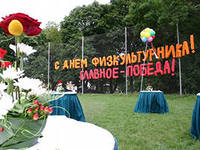 С ДНЕМ ФИЗКУЛЬТУРНИКА!
ГЛАВНОЕ-ПОБЕДА!